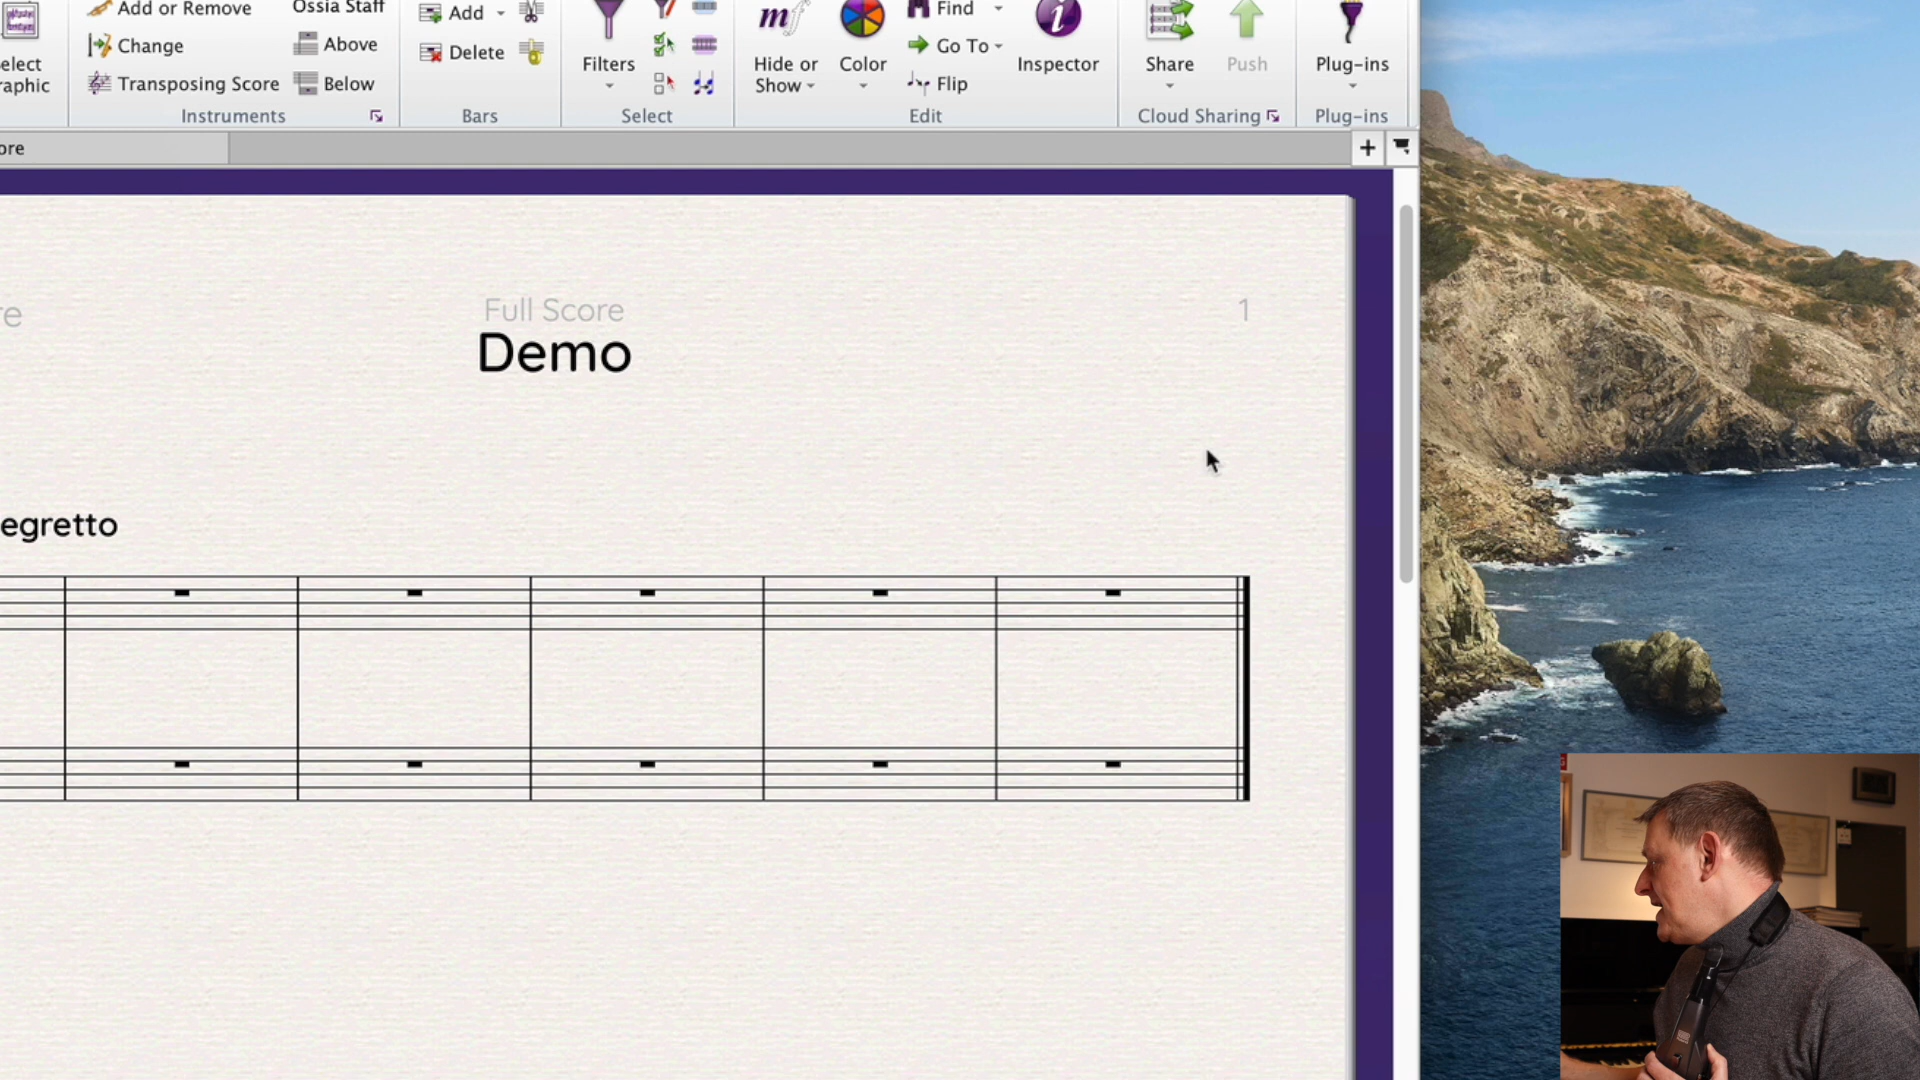 Add or Remove
Ossia Staff
Add
Find
elect
raphic
Change
Above
Delete
Filters
Hide or
Show
Color
Go To
Inspector
Share
Push
Plug-ins
Transposing Score
Below
Flip
Instruments
Bars
Select
Edit
Cloud Sharing
Plug-ins
ore
+
re
Full Score
1
Demo
egretto